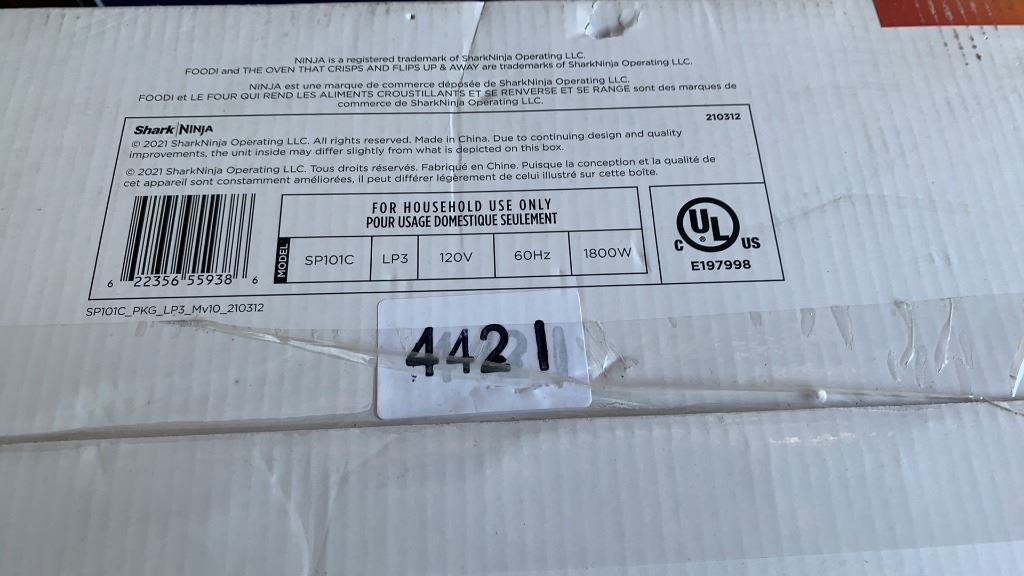 NINJA is a registered trademark of SharkNinja Operating LLC.
FOODI and THE OVEN THAT CRISPS AND FLIPS UP & AWAY are trademarks of SharkNinja Operating LLC.
NINJA est une marque de commerce déposée de SharkNinja Operating LLC.
FOODI et LE FOUR QUI REND LES ALIMENTS CROUSTILLANTS ET SE RENVERSE ET SE RANGE sont des marques de
commerce de SharkNinja Operating LLC.
210312
Shark|NINJA
© 2021 SharkNinja Operating LLC. All rights reserved. Made in China. Due to continuing design and quality
improvements, the unit inside may differ slightly from what is depicted on this box.
© 2021 SharkNinja Operating LLC. Tous droits réservés. Fabriqué en Chine. Puisque la conception et la qualité de
cet appareil sont constamment améliorées, il peut différer légèrement de celui illustré sur cette boîte.
6 22356 55938 6
FOR HOUSEHOLD USE ONLY
POUR USAGE DOMESTIQUE SEULEMENT
MODEL SP101C LP3 120V 60Hz 1800W
C UL ® US
E197998
SP101C_PKG_LP3_Mv10_210312
4421